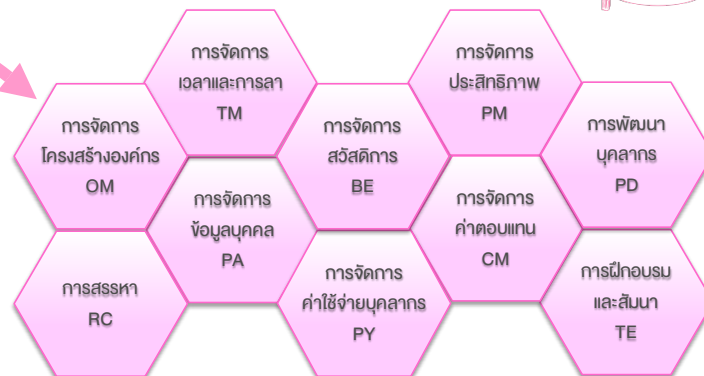 การจัดการ
เวลาและการลา
TM
การจัดการ
ประสิทธิภาพ
PM
การจัดการ
โครงสร้างองค์กร
OM
การจัดการ
สวัสดิการ
BE
การพัฒนา
บุคลากร
PD
การจัดการ
ข้อมูลบุคคล
PA
การจัดการ
ค่าตอบแทน
CM
การสรรหา
RC
การจัดการ
ค่าใช้จ่ายบุคลากร
PY
การฝึกอบรม
และสัมนา
TE